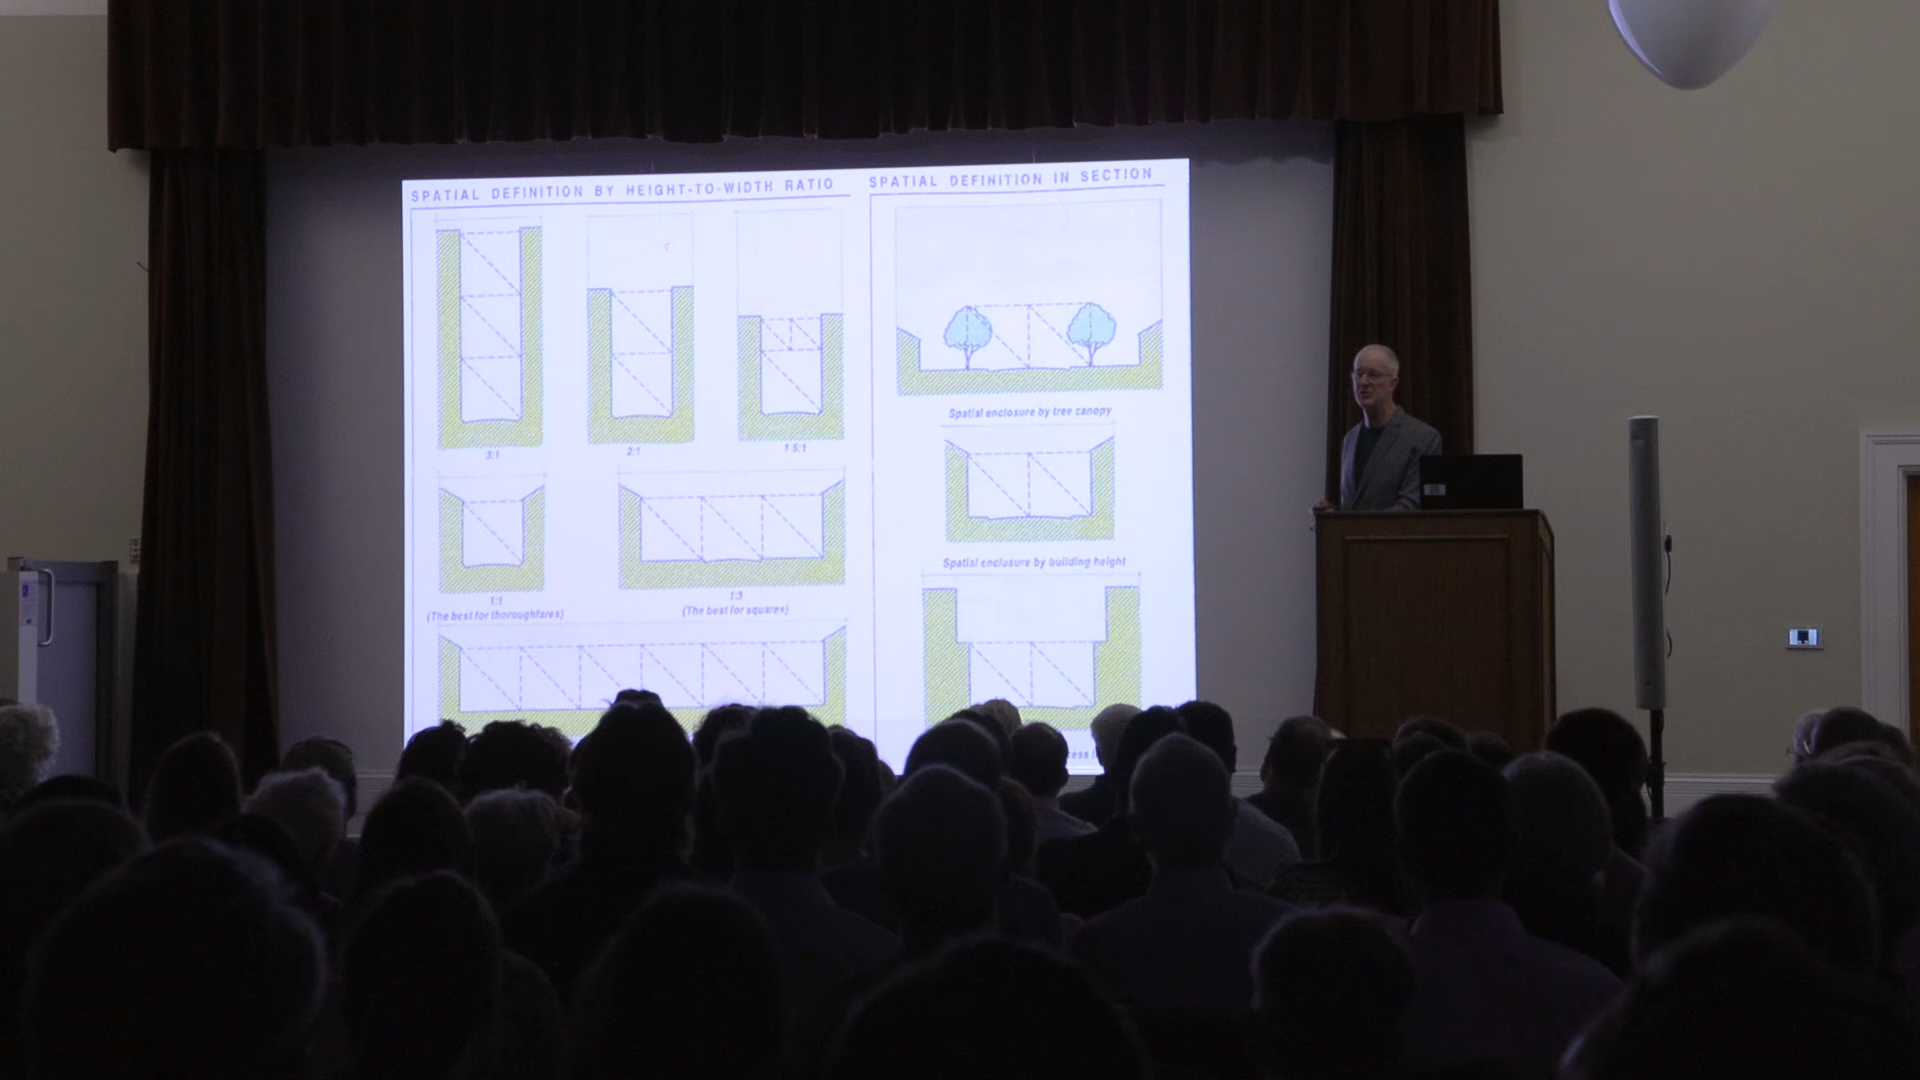 SPATIAL DEFINITION BY HEIGHT-TO-WIDTH RATIO
3:1
2:1
1.5:1
1:1
(The best for thoroughfares)
1:3
(The best for squares)
SPATIAL DEFINITION IN SECTION
Spatial enclosure by tree canopy
Spatial enclosure by building height